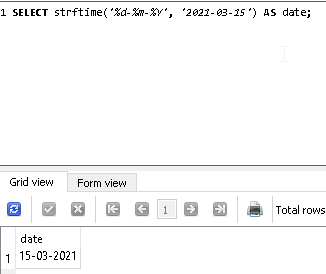 1 SELECT strftime('%d-%m-%Y', '2021-03-15') AS date;
Grid view Form view
1 Total rows
date
1 15-03-2021